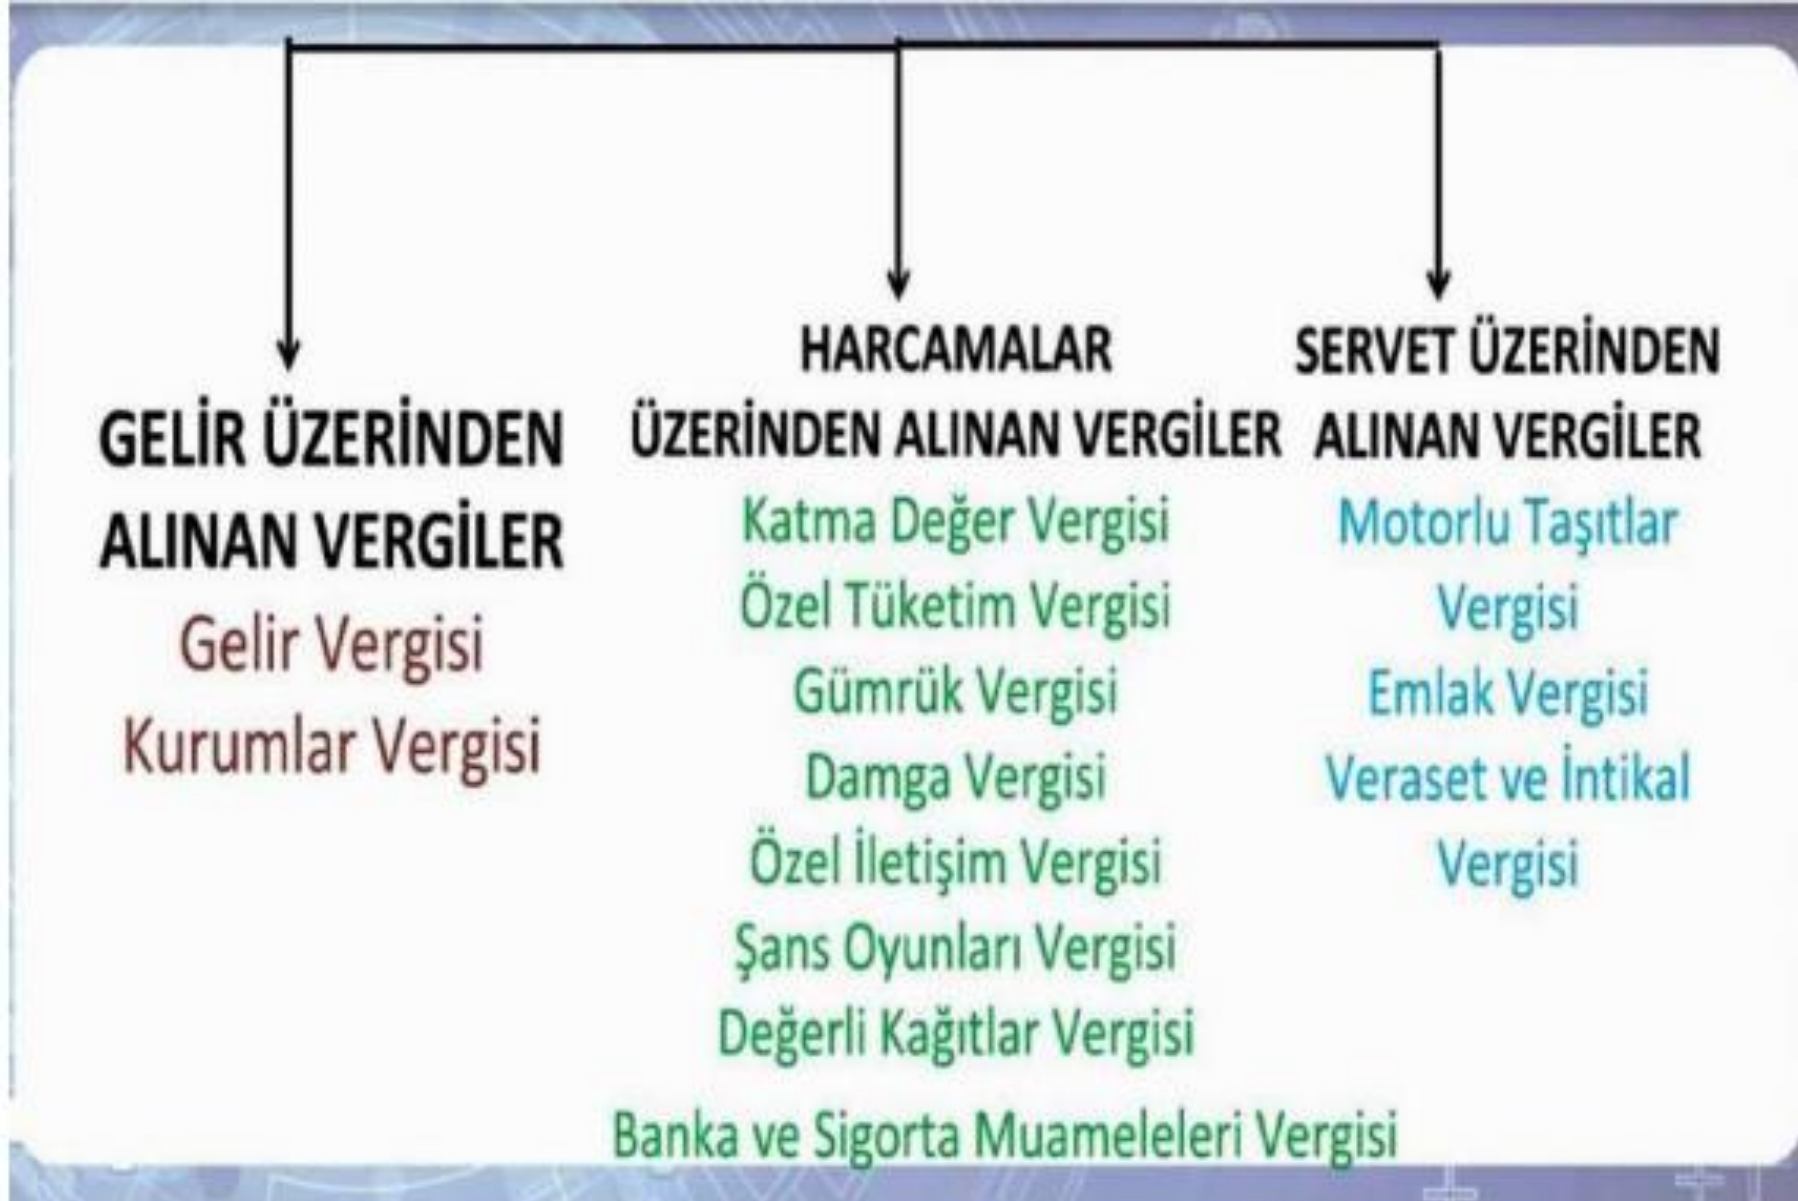 GELİR ÜZERİNDEN
ALINAN VERGİLER
Gelir Vergisi
Kurumlar Vergisi
HARCAMALAR
ÜZERİNDEN ALINAN VERGİLER
Katma Değer Vergisi
Özel Tüketim Vergisi
Gümrük Vergisi
Damga Vergisi
Özel İletişim Vergisi
Şans Oyunları Vergisi
Değerli Kağıtlar Vergisi
Banka ve Sigorta Muameleleri Vergisi
SERVET ÜZERİNDEN
ALINAN VERGİLER
Motorlu Taşıtlar
Vergisi
Emlak Vergisi
Veraset ve İntikal
Vergisi